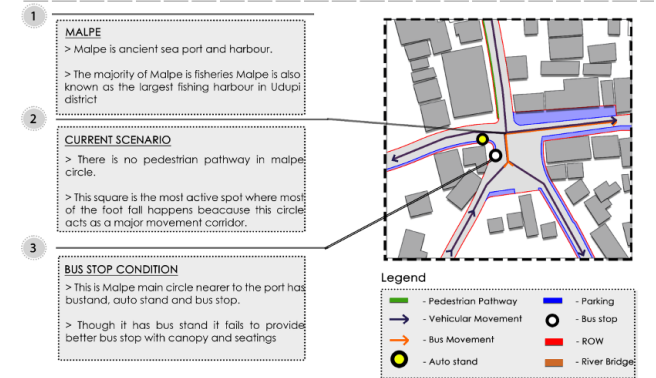 1
MALPE
> Malpe is ancient sea port and harbour.
> The majority of Malpe is fisheries Malpe is also
known as the largest fishing harbour in Udupi
district
2
CURRENT SCENARIO
> There is no pedestrian pathway in malpe
circle.
>This square is the most active spot where most
of the foot fall happens beacause this circle
acts as a major movement corridor.
3
BUS STOP CONDITION
> This is Malpe main circle nearer to the port has
bustand, auto stand and bus stop.
> Though it has bus stand it fails to provide
better bus stop with canopy and seatings
Legend
- Pedestrian Pathway
- Vehicular Movement
- Bus Movement
- Auto stand
- Parking
- Bus stop
- ROW
- River Bridge